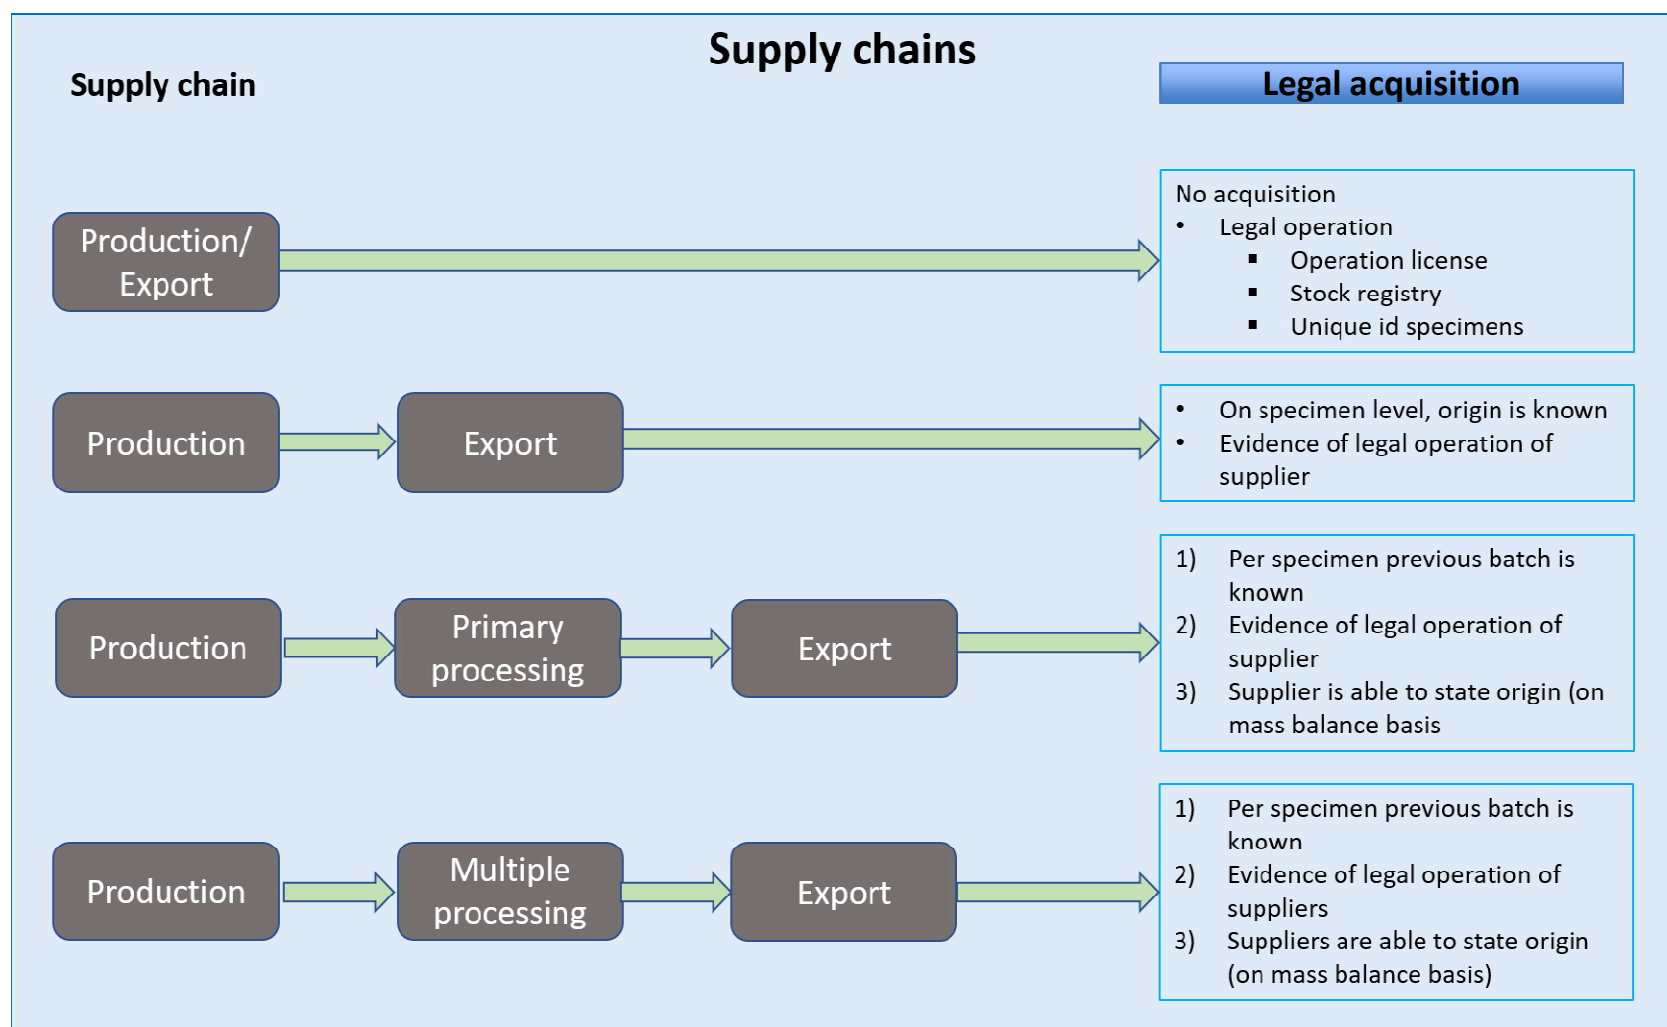 Supply chains
Supply chain
Legal acquisition
Production/
Export
No acquisition
• Legal operation
▪ Operation license
▪ Stock registry
▪ Unique id specimens
Production
Export
• On specimen level, origin is known
• Evidence of legal operation of
supplier
Production
Primary
processing
Export
1) Per specimen previous batch is
known
2) Evidence of legal operation of
supplier
3) Supplier is able to state origin (on
mass balance basis
Production
Multiple
processing
Export
1) Per specimen previous batch is
known
2) Evidence of legal operation of
suppliers
3) Suppliers are able to state origin
(on mass balance basis)